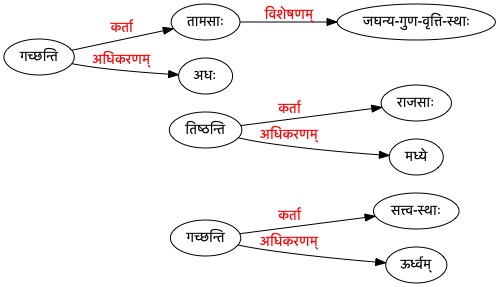 गच्छन्ति
कर्ता
तामसाः
विशेषणम्
जघन्य-गुण-वृत्ति-स्थाः
अधिकरणम्
अधः
तिष्ठन्ति
कर्ता
राजसाः
अधिकरणम्
मध्ये
गच्छन्ति
कर्ता
सत्त्व-स्थाः
अधिकरणम्
ऊर्ध्वम्